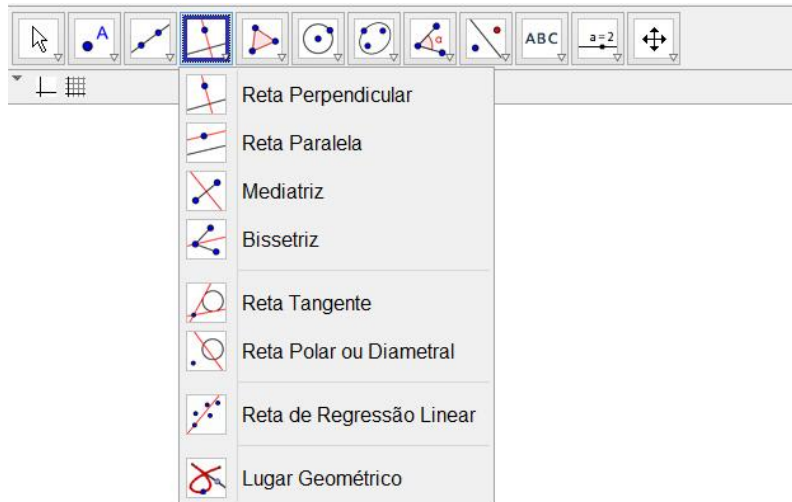 A α ABC a=2
Reta Perpendicular
Reta Paralela
Mediatriz
Bissetriz
Reta Tangente
Reta Polar ou Diametral
Reta de Regressão Linear
Lugar Geométrico